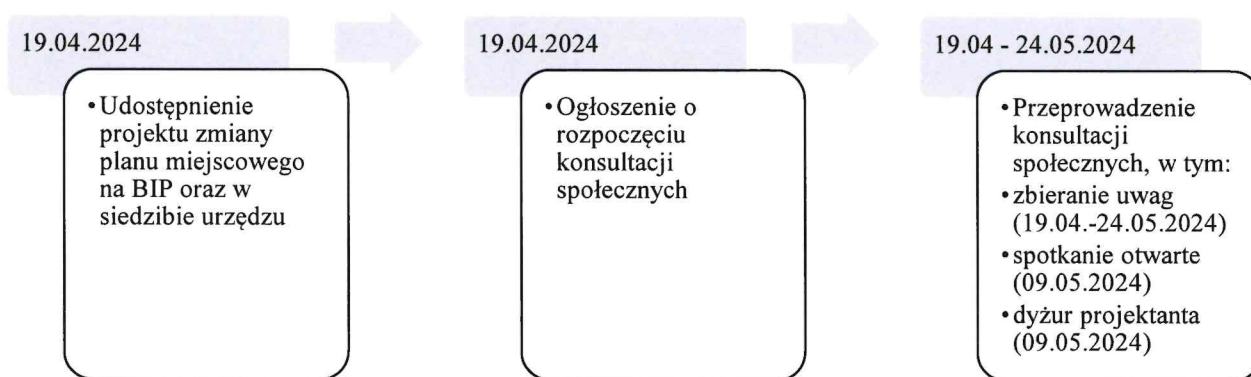 19.04.2024
•Udostępnienie
projektu zmiany
planu miejscowego
na BIP oraz w
siedzibie urzędzu
19.04.2024
•Ogłoszenie o
rozpoczęciu
konsultacji
społecznych
19.04 - 24.05.2024
•Przeprowadzenie
konsultacji
społecznych, w tym:
•zbieranie uwag
(19.04.-24.05.2024)
•spotkanie otwarte
(09.05.2024)
•dyżur projektanta
(09.05.2024)